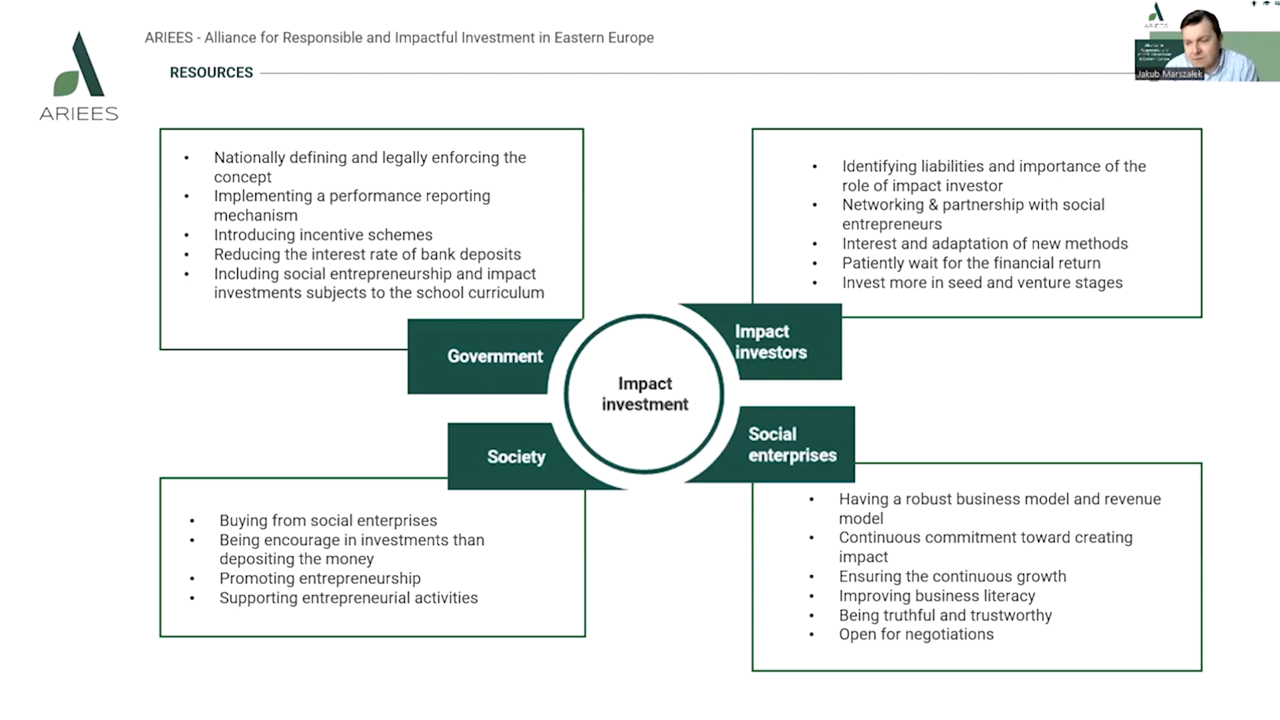 ARIEES - Alliance for Responsible and Impactful Investment in Eastern Europe
RESOURCES
ARIEES
• Nationally defining and legally enforcing the
concept
• Implementing a performance reporting
mechanism
• Introducing incentive schemes
• Reducing the interest rate of bank deposits
• Including social entrepreneurship and impact
investments subjects to the school curriculum
• Identifying liabilities and importance of the
role of impact investor
• Networking & partnership with social
entrepreneurs
• Interest and adaptation of new methods
• Patiently wait for the financial return
• Invest more in seed and venture stages
Government
Impact
investors
Impact
investment
Society
Social
enterprises
• Buying from social enterprises
• Being encourage in investments than
depositing the money
• Promoting entrepreneurship
• Supporting entrepreneurial activities
• Having a robust business model and revenue
model
• Continuous commitment toward creating
impact
• Ensuring the continuous growth
• Improving business literacy
• Being truthful and trustworthy
• Open for negotiations
ARIEES
Jakub Marszałek